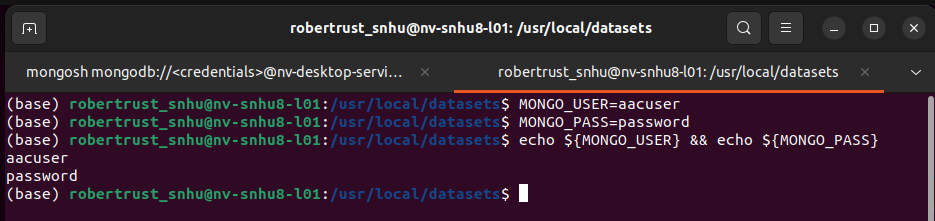 robertrust_snhu@nv-snhu8-l01: /usr/local/datasets
mongosh mongodb://<credentials>@nv-desktop-servi...
robertrust_snhu@nv-snhu8-l01: /usr/local/datasets
(base) robertrust_snhu@nv-snhu8-l01:/usr/local/datasets$ MONGO_USER=aacuser
(base) robertrust_snhu@nv-snhu8-l01:/usr/local/datasets$ MONGO_PASS=password
(base) robertrust_snhu@nv-snhu8-l01:/usr/local/datasets$ echo ${MONGO_USER} && echo ${MONGO_PASS}
aacuser
password
(base) robertrust_snhu@nv-snhu8-l01:/usr/local/datasets$